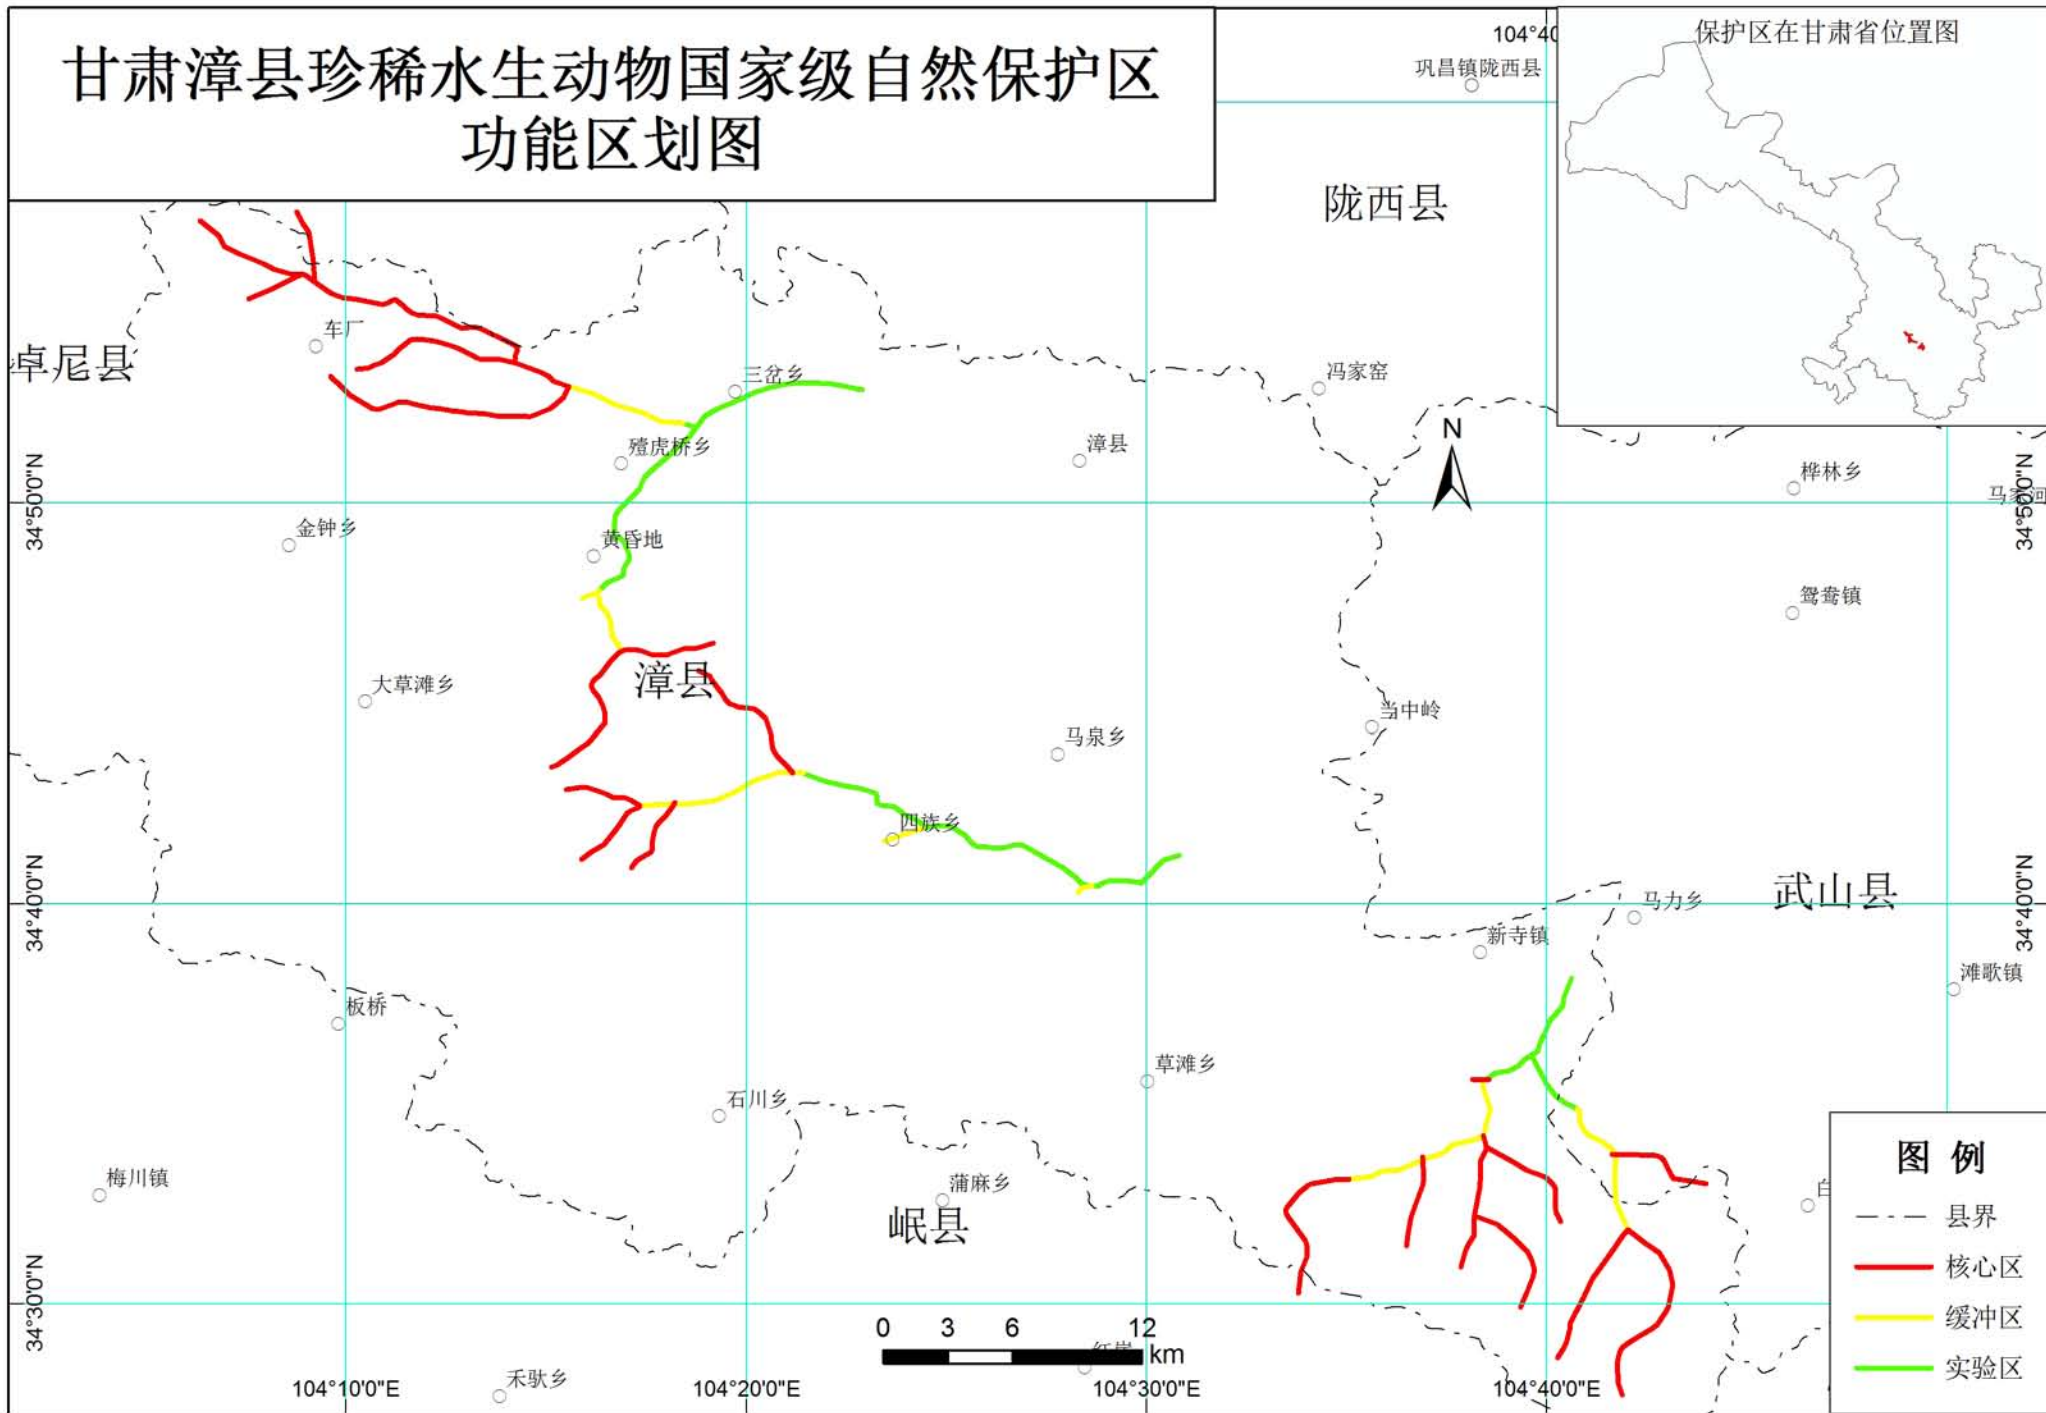 甘肃漳县珍稀水生动物国家级自然保护区
功能区划图
保护区在甘肃省位置图
巩昌镇陇西县
陇西县
车厂
卓尼县
三岔乡
冯家窑
殪虎桥乡
漳县
N
桦林乡
34°50'0"N
34°50'0"N
金钟乡
黄昏地
鸳鸯镇
大草滩乡
漳县
马泉乡
当中岭
四族乡
34°40'0"N
34°40'0"N
武山县
马力乡
新寺镇
滩歌镇
板桥
草滩乡
石川乡
梅川镇
蒲麻乡
岷县
34°30'0"N
0 3 6 12
km
禾驮乡
104°10'0"E
104°20'0"E
104°30'0"E
104°40'0"E
图 例
县界
核心区
缓冲区
实验区